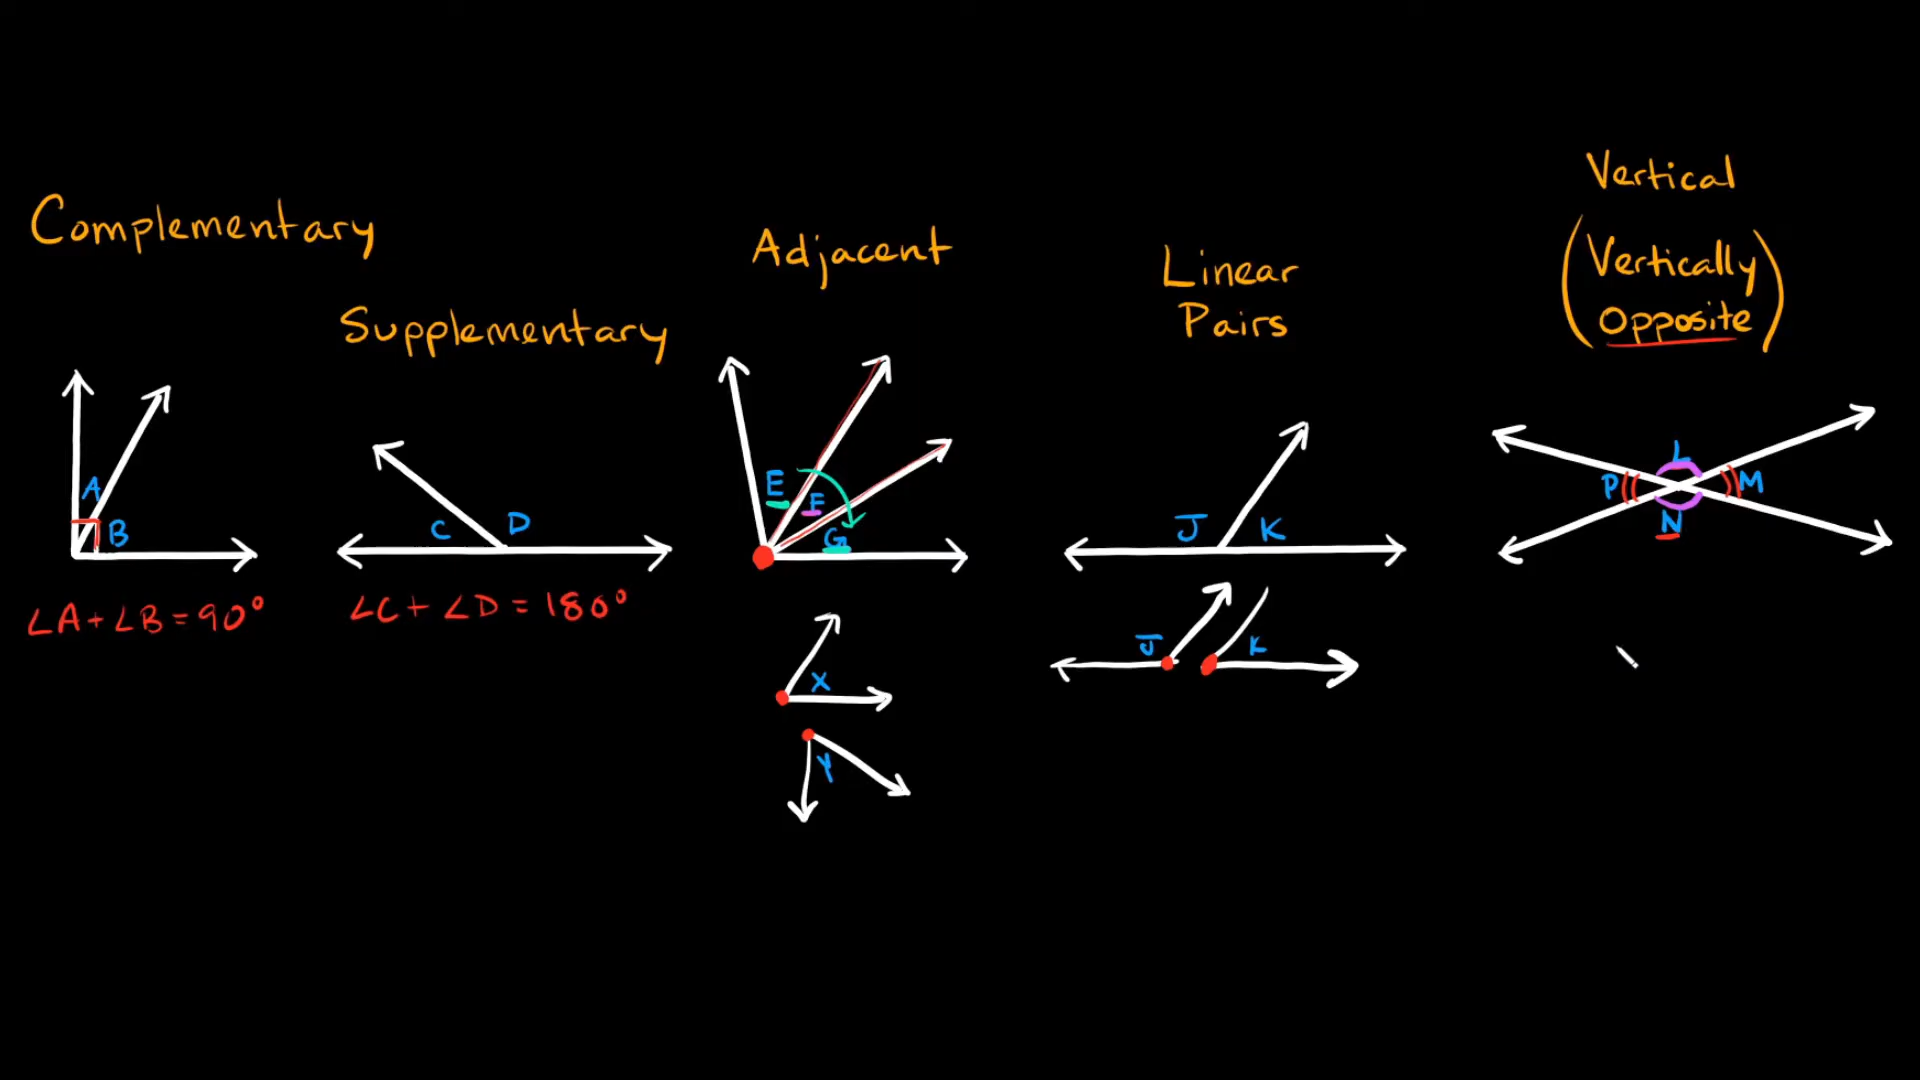 Complementary
A
B
∠A + ∠B = 90°
Supplementary
C
D
∠C + ∠D = 180°
Adjacent
E
F
G
X
Y
Linear
Pairs
J
K
J
K
Vertical
(Vertically
Opposite)
L
P
M
N